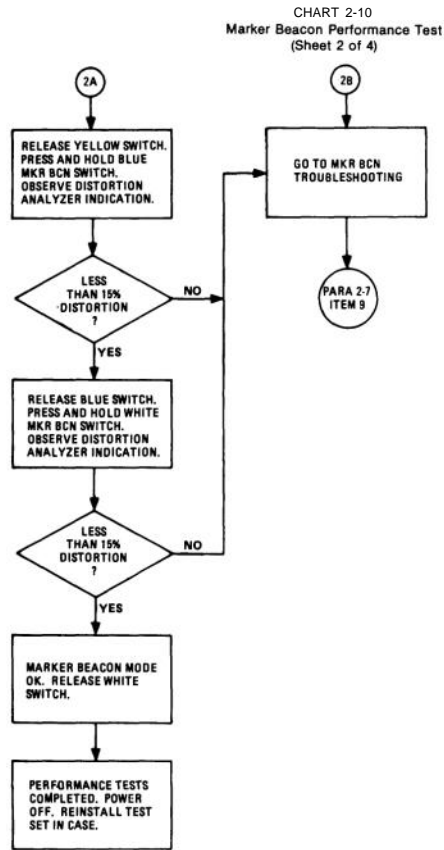 CHART 2-10
Marker Beacon Performance Test
(Sheet 2 of 4)
2A
RELEASE YELLOW SWITCH.
PRESS AND HOLD BLUE
MKR BCN SWITCH.
OBSERVE DISTORTION
ANALYZER INDICATION.
LESS
THAN 15%
DISTORTION
?
NO
YES
RELEASE BLUE SWITCH.
PRESS AND HOLD WHITE
MKR BCN SWITCH.
OBSERVE DISTORTION
ANALYZER INDICATION.
LESS
THAN 15%
DISTORTION
?
NO
YES
MARKER BEACON MODE
OK. RELEASE WHITE
SWITCH.
PERFORMANCE TESTS
COMPLETED. POWER
OFF. REINSTALL TEST
SET IN CASE.
2B
GO TO MKR BCN
TROUBLESHOOTING
PARA 2-7
ITEM 9